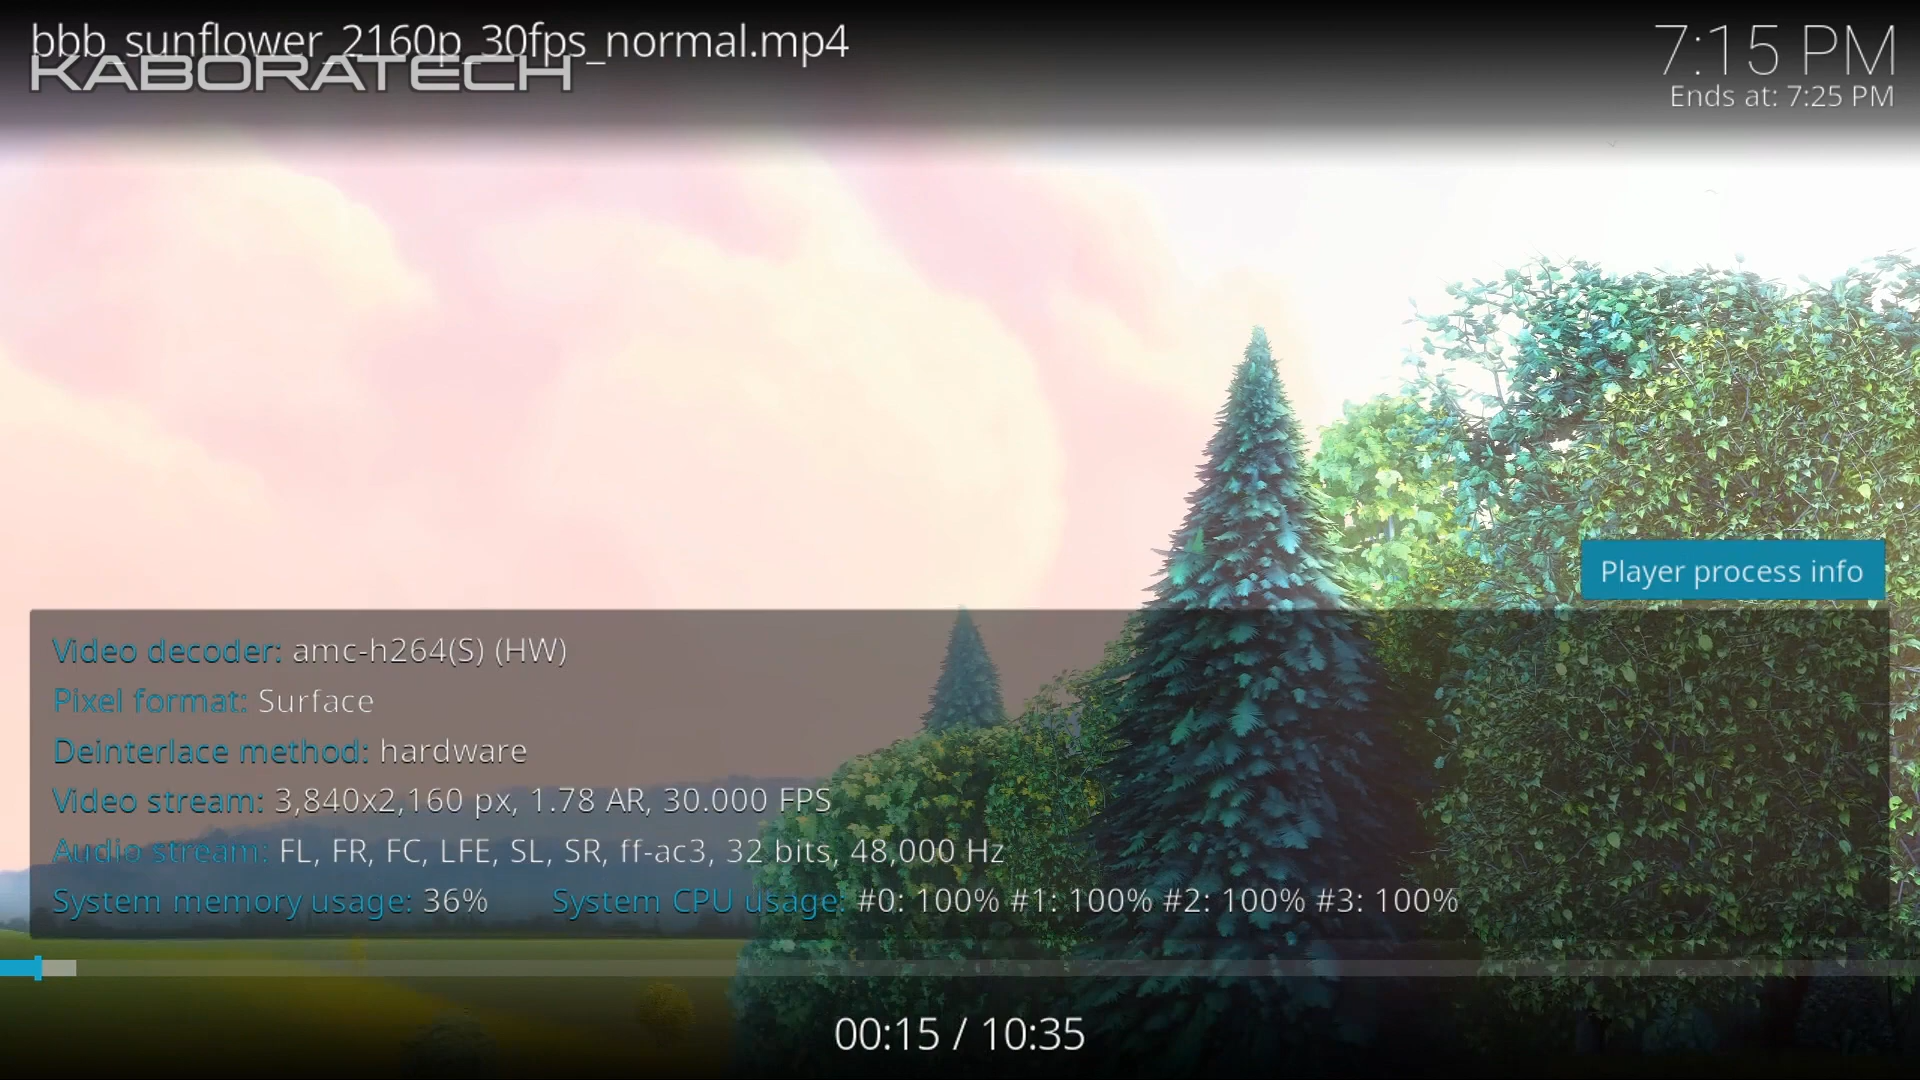 bbb_sunflower_2160p_30fps_normal.mp4
KABORATECH
7:15 PM
Ends at: 7:25 PM
Player process info
Video decoder: amc-h264(S) (HW)
Pixel format: Surface
Deinterlace method: hardware
Video stream: 3,840x2,160 px, 1.78 AR, 30.000 FPS
Audio stream: FL, FR, FC, LFE, SL, SR, ff-ac3, 32 bits, 48,000 Hz
System memory usage: 36% System CPU usage: #0: 100% #1: 100% #2: 100% #3: 100%
00:15 / 10:35